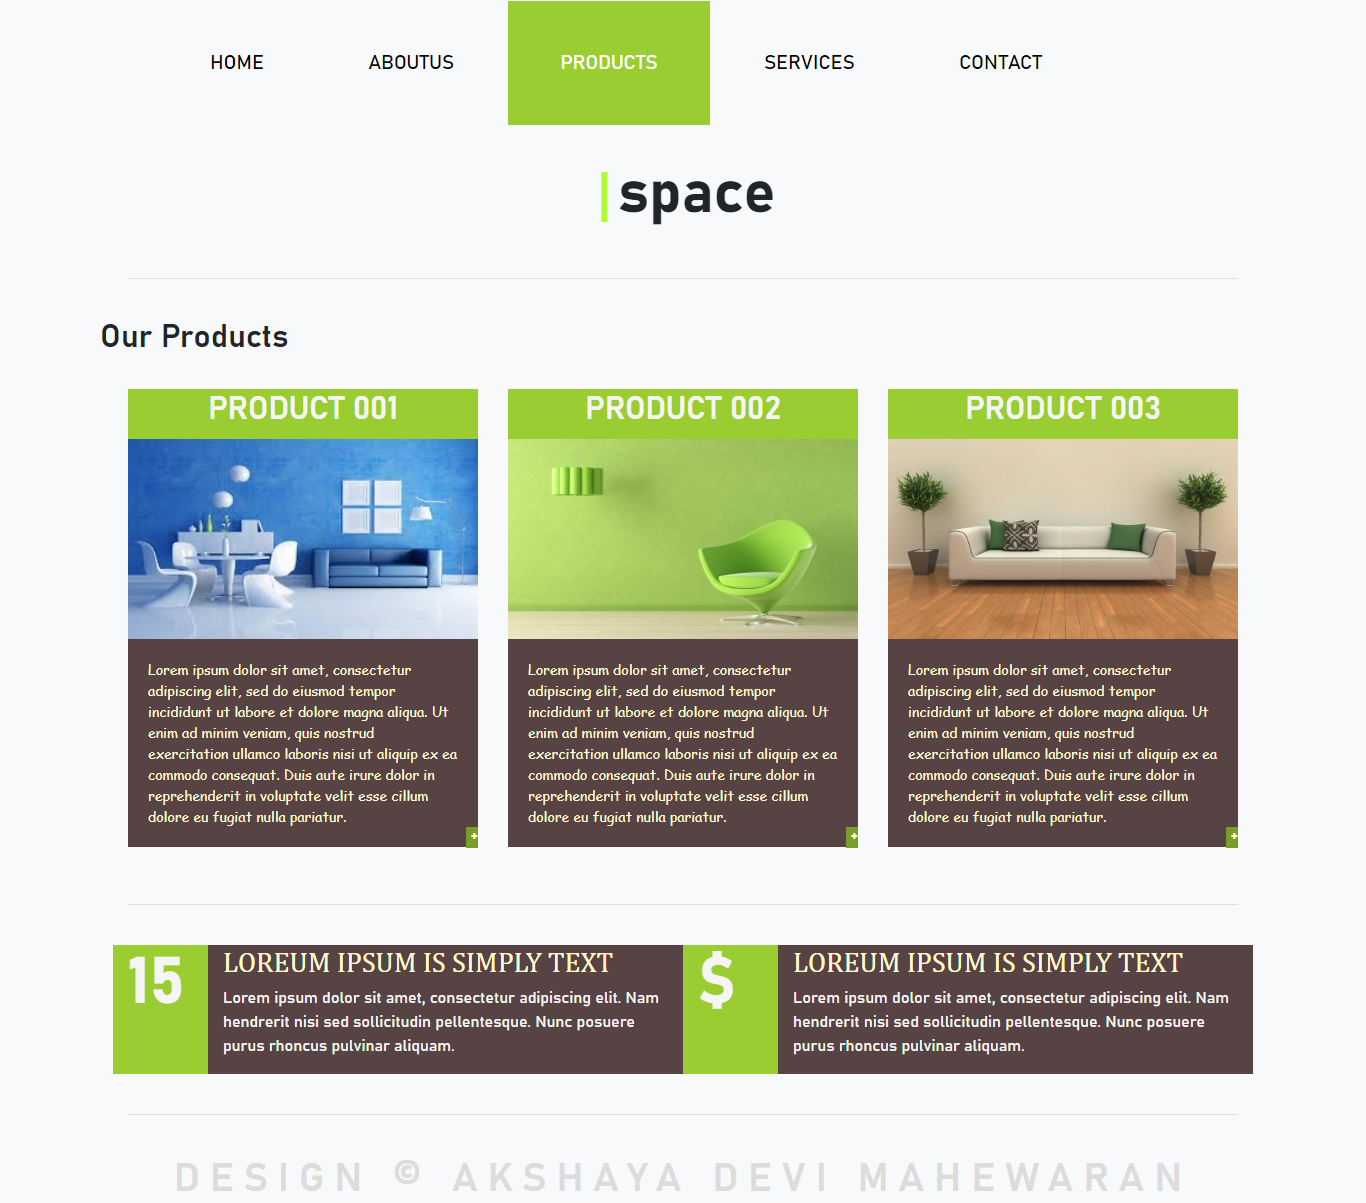 HOME ABOUTUS PRODUCTS SERVICES CONTACT
|space
Our Products
PRODUCT 001
Lorem ipsum dolor sit amet, consectetur
adipiscing elit, sed do eiusmod tempor
incididunt ut labore et dolore magna aliqua. Ut
enim ad minim veniam, quis nostrud
exercitation ullamco laboris nisi ut aliquip ex ea
commodo consequat. Duis aute irure dolor in
reprehenderit in voluptate velit esse cillum
dolore eu fugiat nulla pariatur.
+
PRODUCT 002
Lorem ipsum dolor sit amet, consectetur
adipiscing elit, sed do eiusmod tempor
incididunt ut labore et dolore magna aliqua. Ut
enim ad minim veniam, quis nostrud
exercitation ullamco laboris nisi ut aliquip ex ea
commodo consequat. Duis aute irure dolor in
reprehenderit in voluptate velit esse cillum
dolore eu fugiat nulla pariatur.
+
PRODUCT 003
Lorem ipsum dolor sit amet, consectetur
adipiscing elit, sed do eiusmod tempor
incididunt ut labore et dolore magna aliqua. Ut
enim ad minim veniam, quis nostrud
exercitation ullamco laboris nisi ut aliquip ex ea
commodo consequat. Duis aute irure dolor in
reprehenderit in voluptate velit esse cillum
dolore eu fugiat nulla pariatur.
+
15
LOREUM IPSUM IS SIMPLY TEXT
Lorem ipsum dolor sit amet, consectetur adipiscing elit. Nam
hendrerit nisi sed sollicitudin pellentesque. Nunc posuere
purus rhoncus pulvinar aliquam.
$
LOREUM IPSUM IS SIMPLY TEXT
Lorem ipsum dolor sit amet, consectetur adipiscing elit. Nam
hendrerit nisi sed sollicitudin pellentesque. Nunc posuere
purus rhoncus pulvinar aliquam.
DESIGN © AKSHAYA DEVI MAHEWARAN